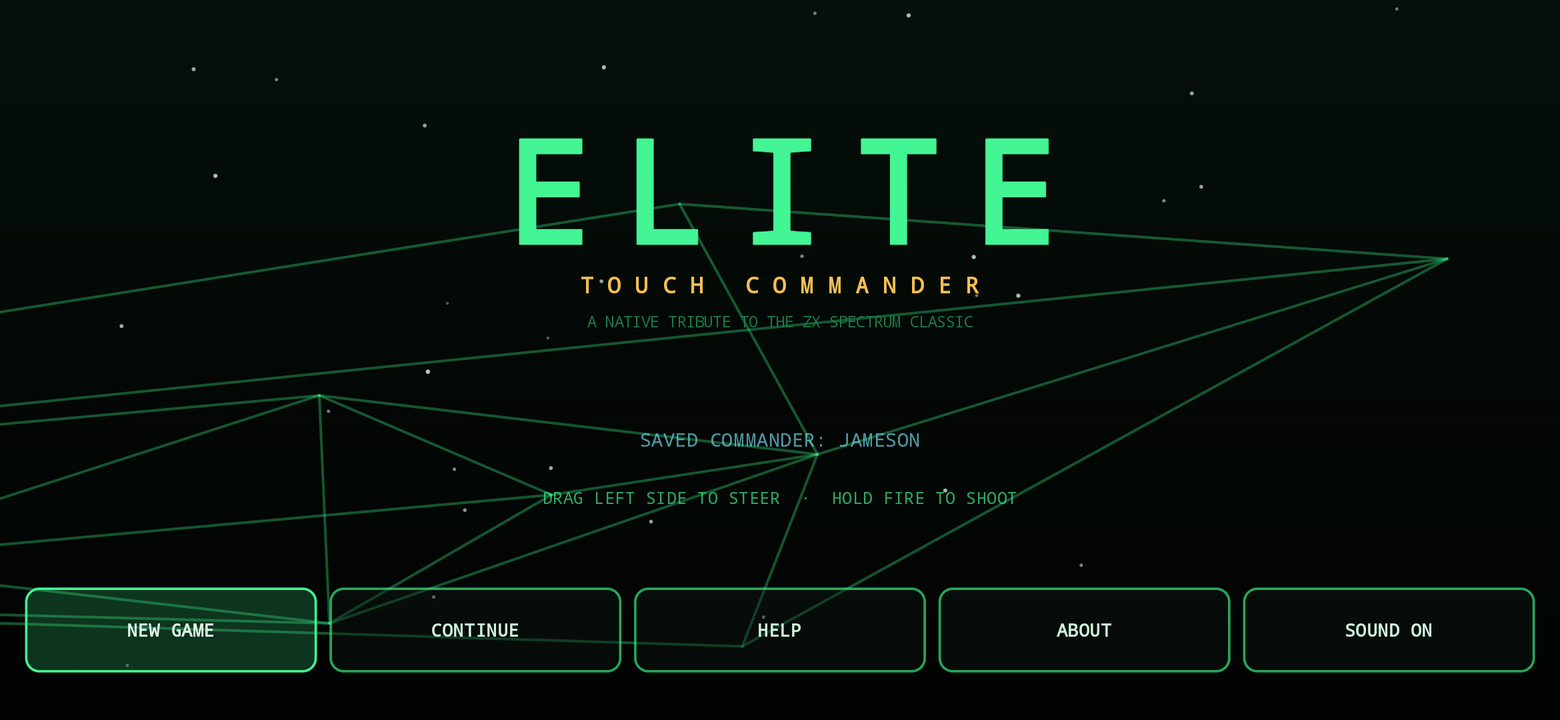 ELITE
TOUCH COMMANDER
A NATIVE TRIBUTE TO THE ZX SPECTRUM CLASSIC
SAVED COMMANDER: JAMESON
DRAG LEFT SIDE TO STEER · HOLD FIRE TO SHOOT
NEW GAME
CONTINUE
HELP
ABOUT
SOUND ON